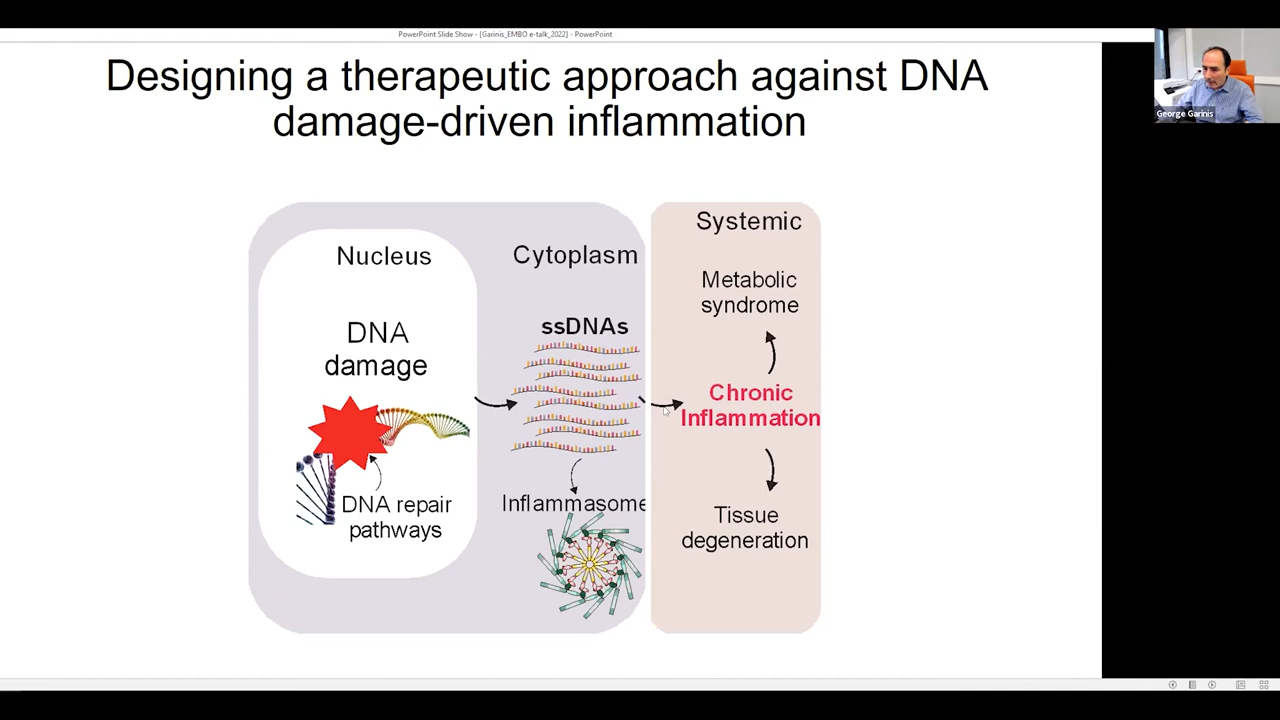 PowerPoint Slide Show - [Garinis_EMBO e-talk_2022] - PowerPoint
Designing a therapeutic approach against DNA
damage-driven inflammation
George Garinis
Nucleus
DNA
damage
DNA repair
pathways
Cytoplasm
ssDNAs
Inflammasome
Systemic
Metabolic
syndrome
Chronic
Inflammation
Tissue
degeneration